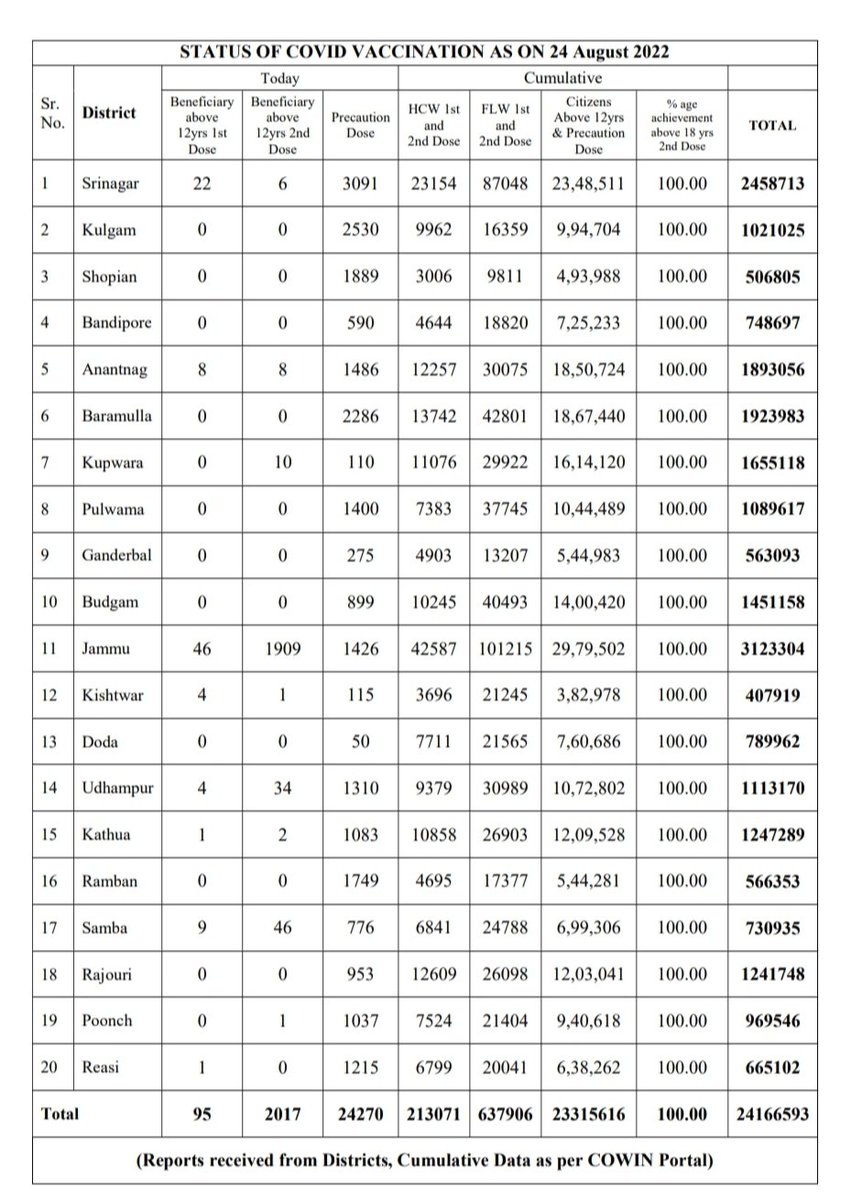 STATUS OF COVID VACCINATION AS ON 24 August 2022
Sr. No. District Today Cumulative TOTAL
Beneficiary above 12yrs 1st Dose Beneficiary above 12yrs 2nd Dose Precaution Dose HCW 1st and 2nd Dose FLW 1st and 2nd Dose Citizens Above 12yrs & Precaution Dose % age achievement above 18 yrs 2nd Dose
1 Srinagar 22 6 3091 23154 87048 23,48,511 100.00 2458713
2 Kulgam 0 0 2530 9962 16359 9,94,704 100.00 1021025
3 Shopian 0 0 1889 3006 9811 4,93,988 100.00 506805
4 Bandipore 0 0 590 4644 18820 7,25,233 100.00 748697
5 Anantnag 8 8 1486 12257 30075 18,50,724 100.00 1893056
6 Baramulla 0 0 2286 13742 42801 18,67,440 100.00 1923983
7 Kupwara 0 10 110 11076 29922 16,14,120 100.00 1655118
8 Pulwama 0 0 1400 7383 37745 10,44,489 100.00 1089617
9 Ganderbal 0 0 275 4903 13207 5,44,983 100.00 563093
10 Budgam 0 0 899 10245 40493 14,00,420 100.00 1451158
11 Jammu 46 1909 1426 42587 101215 29,79,502 100.00 3123304
12 Kishtwar 4 1 115 3696 21245 3,82,978 100.00 407919
13 Doda 0 0 50 7711 21565 7,60,686 100.00 789962
14 Udhampur 4 34 1310 9379 30989 10,72,802 100.00 1113170
15 Kathua 1 2 1083 10858 26903 12,09,528 100.00 1247289
16 Ramban 0 0 1749 4695 17377 5,44,281 100.00 566353
17 Samba 9 46 776 6841 24788 6,99,306 100.00 730935
18 Rajouri 0 0 953 12609 26098 12,03,041 100.00 1241748
19 Poonch 0 1 1037 7524 21404 9,40,618 100.00 969546
20 Reasi 1 0 1215 6799 20041 6,38,262 100.00 665102
Total 95 2017 24270 213071 637906 23315616 100.00 24166593
(Reports received from Districts, Cumulative Data as per COWIN Portal)